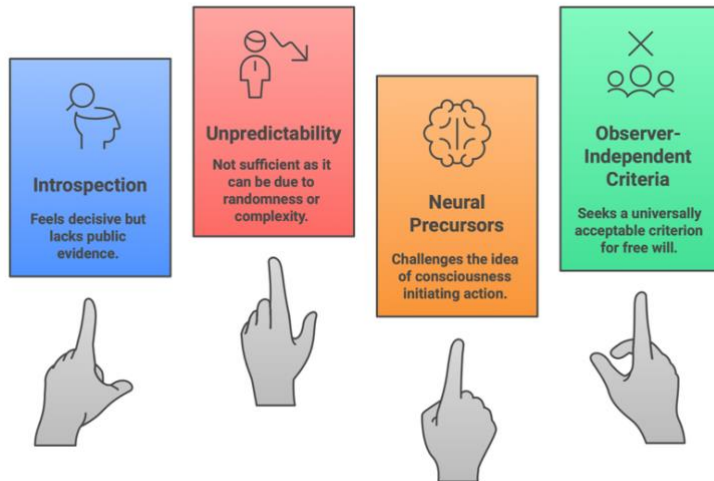 Introspection
Feels decisive but
lacks public
evidence.
Unpredictability
Not sufficient as it
can be due to
randomness or
complexity.
Neural
Precursors
Challenges the idea
of consciousness
initiating action.
Observer-
Independent
Criteria
Seeks a universally
acceptable criterion
for free will.